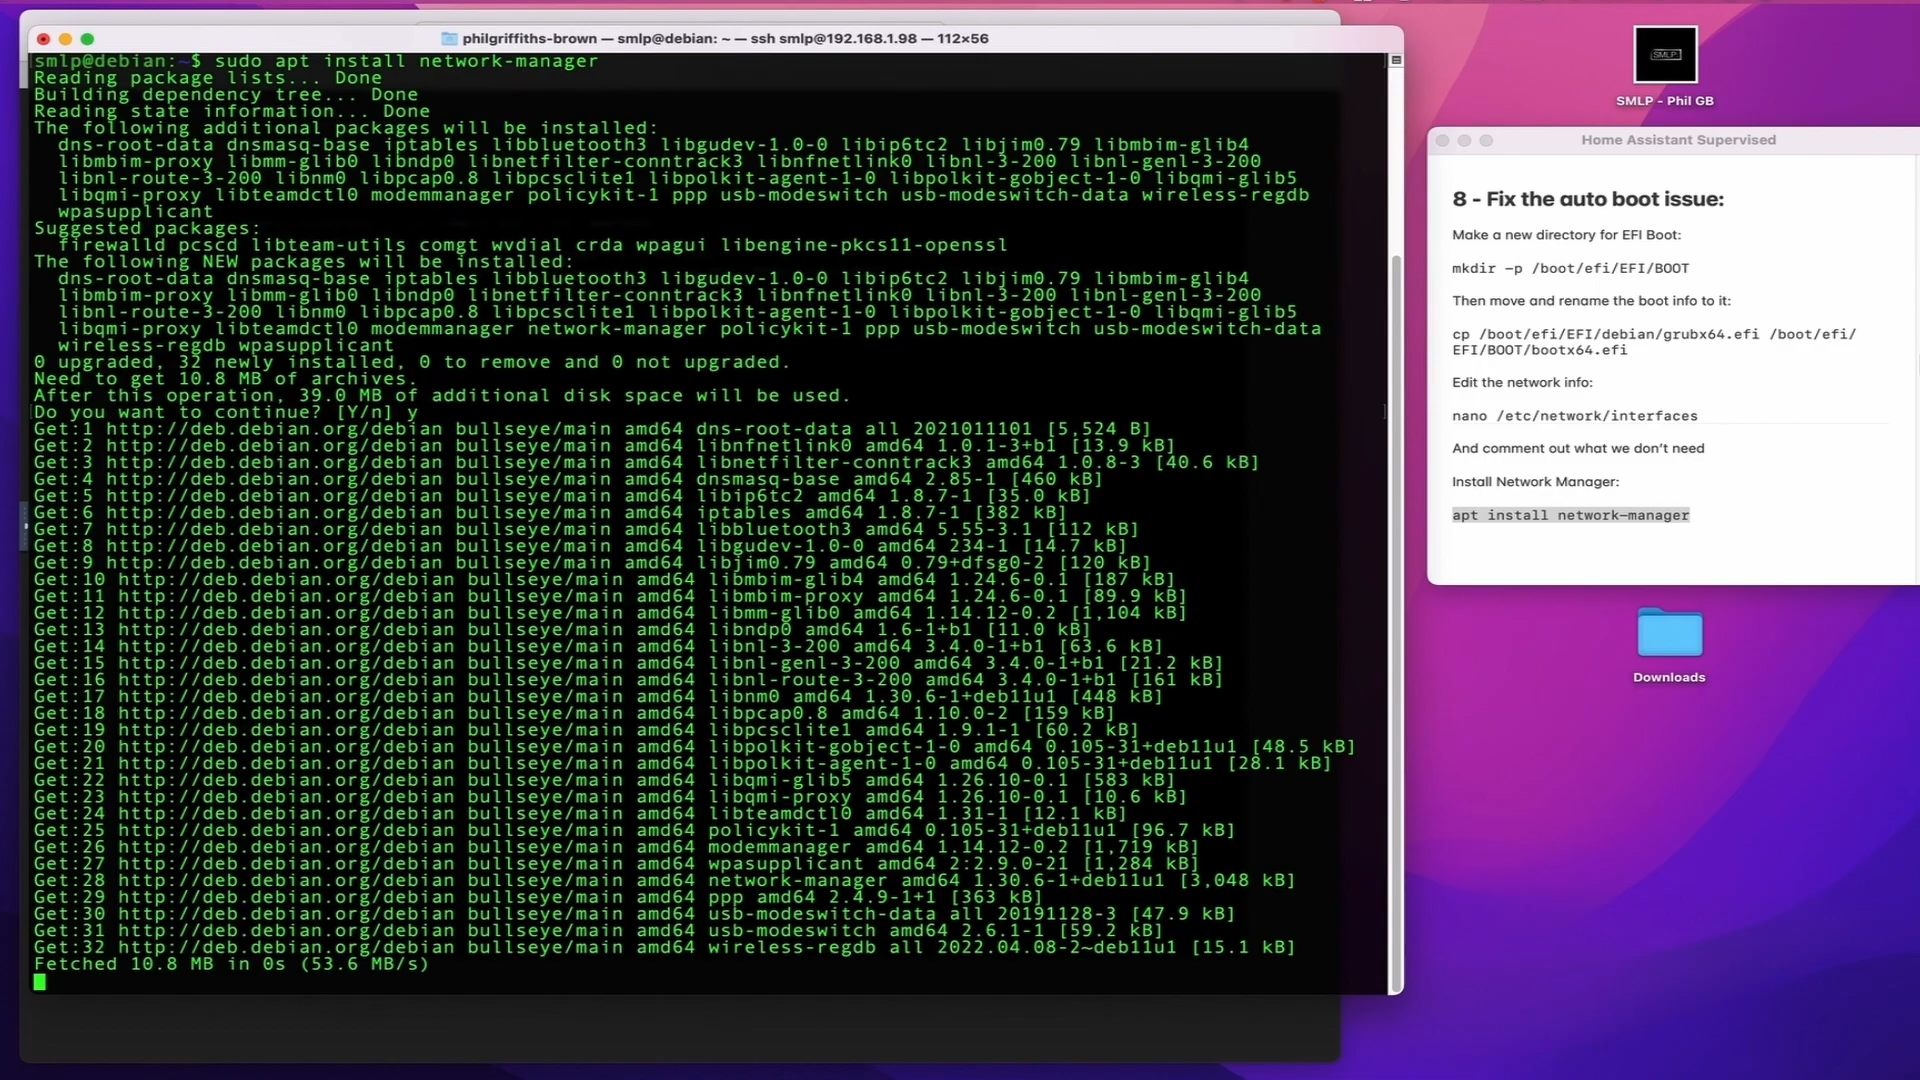 philgriffiths-brown — smlp@debian: ~ — ssh smlp@192.168.1.98 — 112×56
smlp@debian:~$ sudo apt install network-manager
Reading package lists... Done
Building dependency tree... Done
Reading state information... Done
The following additional packages will be installed:
dns-root-data dnsmasq-base iptables libbluetooth3 libgudev-1.0-0 libip6tc2 libjim0.79 libmbim-glib4
libmbim-proxy libmm-glib0 libndp0 libnetfilter-conntrack3 libnfnetlink0 libnl-3-200 libnl-genl-3-200
libnl-route-3-200 libnm0 libpcap0.8 libpcsclite1 libpolkit-agent-1-0 libpolkit-gobject-1-0 libqmi-glib5
libqmi-proxy libteamdctl0 modemmanager policykit-1 ppp usb-modeswitch usb-modeswitch-data wireless-regdb
wpasupplicant
Suggested packages:
firewalld pcscd libteam-utils comgt wvdial crda wpagui libengine-pkcs11-openssl
The following NEW packages will be installed:
dns-root-data dnsmasq-base iptables libbluetooth3 libgudev-1.0-0 libip6tc2 libjim0.79 libmbim-glib4
libmbim-proxy libmm-glib0 libndp0 libnetfilter-conntrack3 libnfnetlink0 libnl-3-200 libnl-genl-3-200
libnl-route-3-200 libnm0 libpcap0.8 libpcsclite1 libpolkit-agent-1-0 libpolkit-gobject-1-0 libqmi-glib5
libqmi-proxy libteamdctl0 modemmanager network-manager policykit-1 ppp usb-modeswitch usb-modeswitch-data
wireless-regdb wpasupplicant
0 upgraded, 32 newly installed, 0 to remove and 0 not upgraded.
Need to get 10.8 MB of archives.
After this operation, 39.0 MB of additional disk space will be used.
Do you want to continue? [Y/n] y
Get:1 http://deb.debian.org/debian bullseye/main amd64 dns-root-data all 2021011101 [5,524 B]
Get:2 http://deb.debian.org/debian bullseye/main amd64 libnfnetlink0 amd64 1.0.1-3+b1 [13.9 kB]
Get:3 http://deb.debian.org/debian bullseye/main amd64 libnetfilter-conntrack3 amd64 1.0.8-3 [40.6 kB]
Get:4 http://deb.debian.org/debian bullseye/main amd64 dnsmasq-base amd64 2.85-1 [460 kB]
Get:5 http://deb.debian.org/debian bullseye/main amd64 libip6tc2 amd64 1.8.7-1 [35.0 kB]
Get:6 http://deb.debian.org/debian bullseye/main amd64 iptables amd64 1.8.7-1 [382 kB]
Get:7 http://deb.debian.org/debian bullseye/main amd64 libbluetooth3 amd64 5.55-3.1 [112 kB]
Get:8 http://deb.debian.org/debian bullseye/main amd64 libgudev-1.0-0 amd64 234-1 [14.7 kB]
Get:9 http://deb.debian.org/debian bullseye/main amd64 libjim0.79 amd64 0.79+dfsg0-2 [120 kB]
Get:10 http://deb.debian.org/debian bullseye/main amd64 libmbim-glib4 amd64 1.24.6-0.1 [187 kB]
Get:11 http://deb.debian.org/debian bullseye/main amd64 libmbim-proxy amd64 1.24.6-0.1 [89.9 kB]
Get:12 http://deb.debian.org/debian bullseye/main amd64 libmm-glib0 amd64 1.14.12-0.2 [1,104 kB]
Get:13 http://deb.debian.org/debian bullseye/main amd64 libndp0 amd64 1.6-1+b1 [11.0 kB]
Get:14 http://deb.debian.org/debian bullseye/main amd64 libnl-3-200 amd64 3.4.0-1+b1 [63.6 kB]
Get:15 http://deb.debian.org/debian bullseye/main amd64 libnl-genl-3-200 amd64 3.4.0-1+b1 [21.2 kB]
Get:16 http://deb.debian.org/debian bullseye/main amd64 libnl-route-3-200 amd64 3.4.0-1+b1 [161 kB]
Get:17 http://deb.debian.org/debian bullseye/main amd64 libnm0 amd64 1.30.6-1+deb11u1 [448 kB]
Get:18 http://deb.debian.org/debian bullseye/main amd64 libpcap0.8 amd64 1.10.0-2 [159 kB]
Get:19 http://deb.debian.org/debian bullseye/main amd64 libpcsclite1 amd64 1.9.1-1 [60.2 kB]
Get:20 http://deb.debian.org/debian bullseye/main amd64 libpolkit-gobject-1-0 amd64 0.105-31+deb11u1 [48.5 kB]
Get:21 http://deb.debian.org/debian bullseye/main amd64 libpolkit-agent-1-0 amd64 0.105-31+deb11u1 [28.1 kB]
Get:22 http://deb.debian.org/debian bullseye/main amd64 libqmi-glib5 amd64 1.26.10-0.1 [583 kB]
Get:23 http://deb.debian.org/debian bullseye/main amd64 libqmi-proxy amd64 1.26.10-0.1 [10.6 kB]
Get:24 http://deb.debian.org/debian bullseye/main amd64 libteamdctl0 amd64 1.31-1 [12.1 kB]
Get:25 http://deb.debian.org/debian bullseye/main amd64 policykit-1 amd64 0.105-31+deb11u1 [96.7 kB]
Get:26 http://deb.debian.org/debian bullseye/main amd64 modemmanager amd64 1.14.12-0.2 [1,719 kB]
Get:27 http://deb.debian.org/debian bullseye/main amd64 wpasupplicant amd64 2:2.9.0-21 [1,284 kB]
Get:28 http://deb.debian.org/debian bullseye/main amd64 network-manager amd64 1.30.6-1+deb11u1 [3,048 kB]
Get:29 http://deb.debian.org/debian bullseye/main amd64 ppp amd64 2.4.9-1+1 [363 kB]
Get:30 http://deb.debian.org/debian bullseye/main amd64 usb-modeswitch-data all 20191128-3 [47.9 kB]
Get:31 http://deb.debian.org/debian bullseye/main amd64 usb-modeswitch amd64 2.6.1-1 [59.2 kB]
Get:32 http://deb.debian.org/debian bullseye/main amd64 wireless-regdb all 2022.04.08-2~deb11u1 [15.1 kB]
Fetched 10.8 MB in 0s (53.6 MB/s)
SMLP
SMLP - Phil GB
Home Assistant Supervised
8 - Fix the auto boot issue:
Make a new directory for EFI Boot:
mkdir -p /boot/efi/EFI/BOOT
Then move and rename the boot info to it:
cp /boot/efi/EFI/debian/grubx64.efi /boot/efi/
EFI/BOOT/bootx64.efi
Edit the network info:
nano /etc/network/interfaces
And comment out what we don’t need
Install Network Manager:
apt install network-manager
Downloads